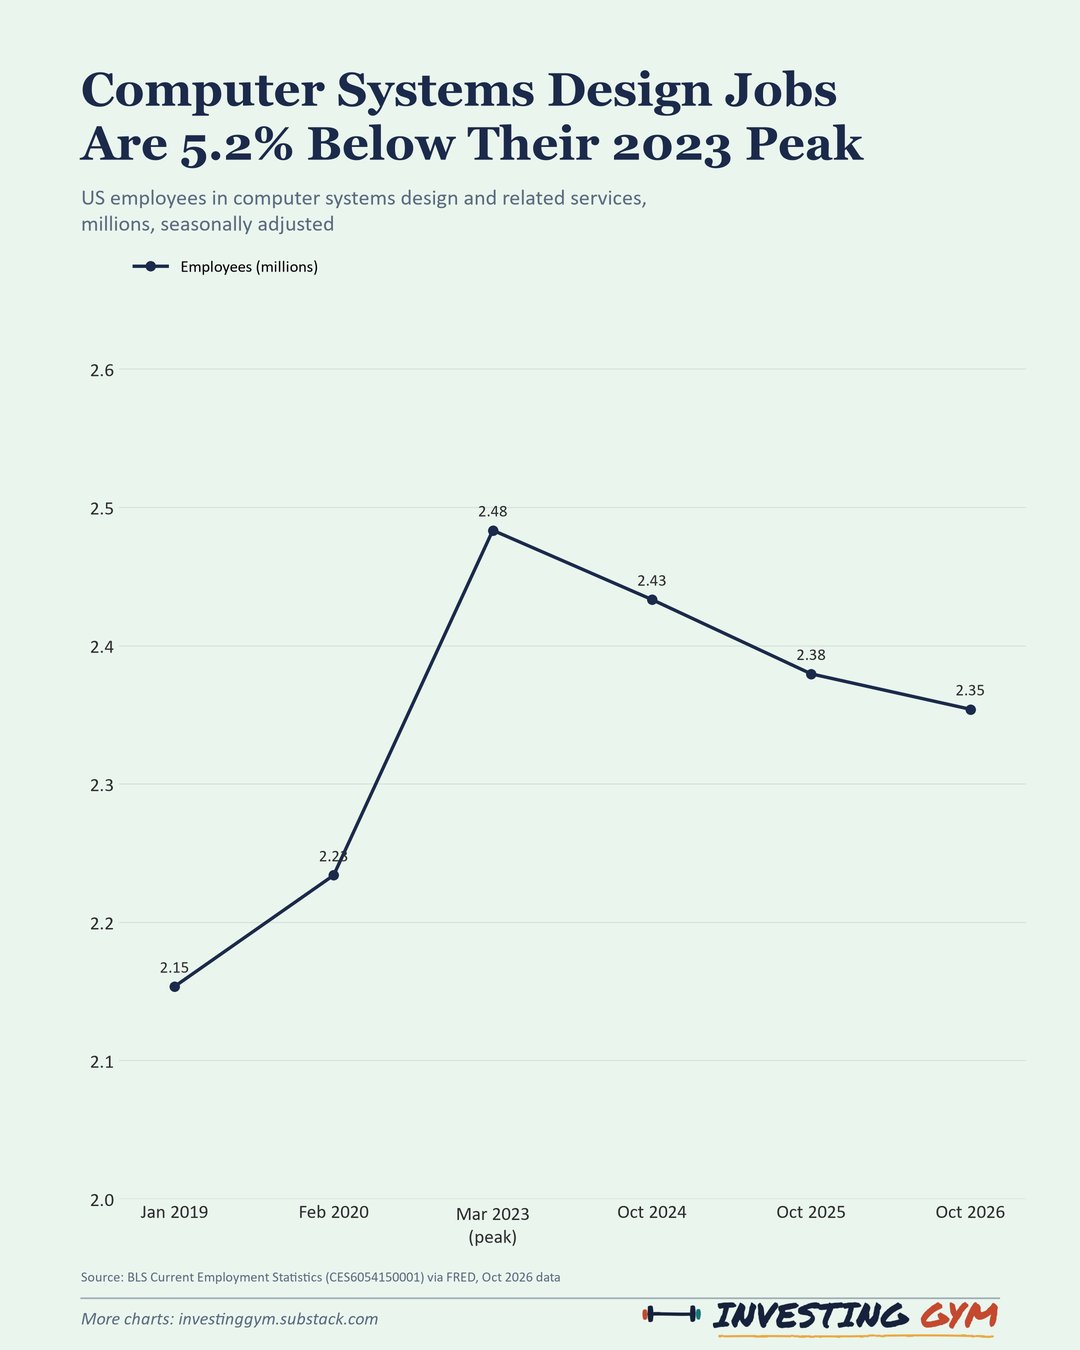 Computer Systems Design Jobs
Are 5.2% Below Their 2023 Peak
US employees in computer systems design and related services,
millions, seasonally adjusted
Employees (millions)
2.6
2.5
2.4
2.3
2.2
2.1
2.0
2.15
2.23
2.48
2.43
2.38
2.35
Jan 2019
Feb 2020
Mar 2023
(peak)
Oct 2024
Oct 2025
Oct 2026
Source: BLS Current Employment Statistics (CES6054150001) via FRED, Oct 2026 data
More charts: investinggym.substack.com
INVESTING GYM